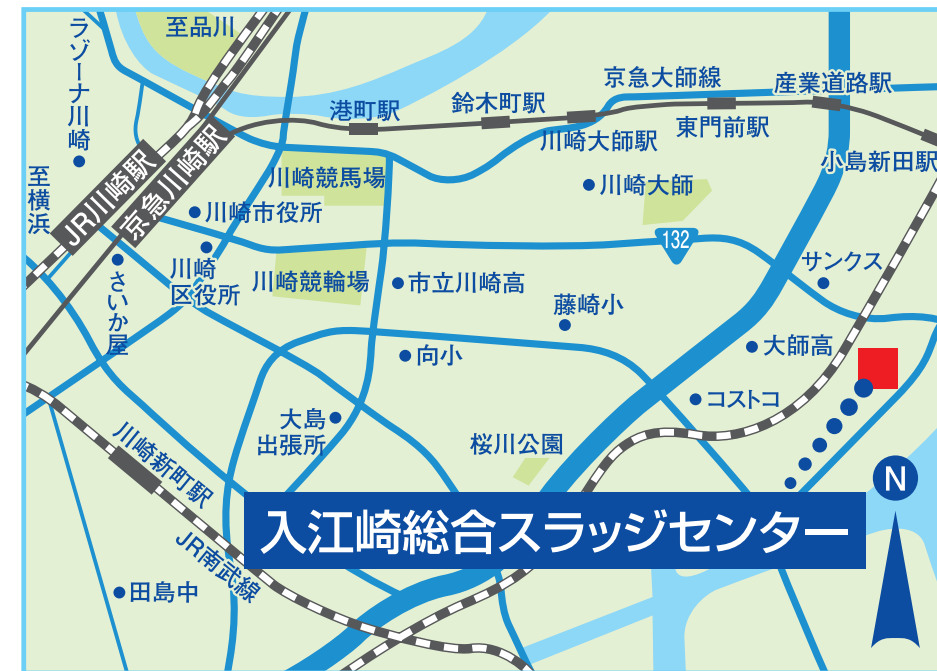 至品川
ラゾーナ川崎
京急大師線
産業道路駅
鈴木町駅
港町駅
東門前駅
川崎大師駅
小島新田駅
至横浜
JR川崎駅
京急川崎駅
川崎競馬場
川崎大師
川崎市役所
132
サンクス
川崎
区役所
川崎競輪場
市立川崎高
さいか屋
藤崎小
向小
大師高
コストコ
大島
出張所
桜川公園
川崎新町駅
N
入江崎総合スラッジセンター
JR南武線
田島中